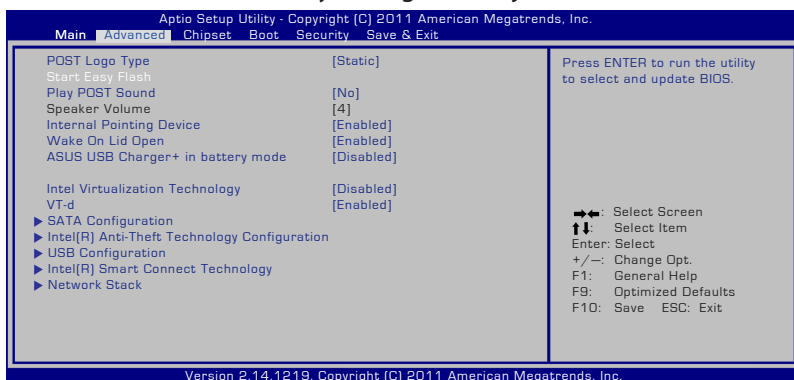 Aptio Setup Utility - Copyright (C) 2011 American Megatrends, Inc.
Main Advanced Chipset Boot Security Save & Exit
POST Logo Type [Static]
Start Easy Flash
Play POST Sound [No]
Speaker Volume [4]
Internal Pointing Device [Enabled]
Wake On Lid Open [Enabled]
ASUS USB Charger+ in battery mode [Disabled]
Intel Virtualization Technology [Disabled]
VT-d [Enabled]
▶ SATA Configuration
▶ Intel(R) Anti-Theft Technology Configuration
▶ USB Configuration
▶ Intel(R) Smart Connect Technology
▶ Network Stack
Press ENTER to run the utility
to select and update BIOS.
→←: Select Screen
↑↓: Select Item
Enter: Select
+/—: Change Opt.
F1: General Help
F9: Optimized Defaults
F10: Save ESC: Exit
Version 2.14.1219. Copyright (C) 2011 American Megatrends, Inc.